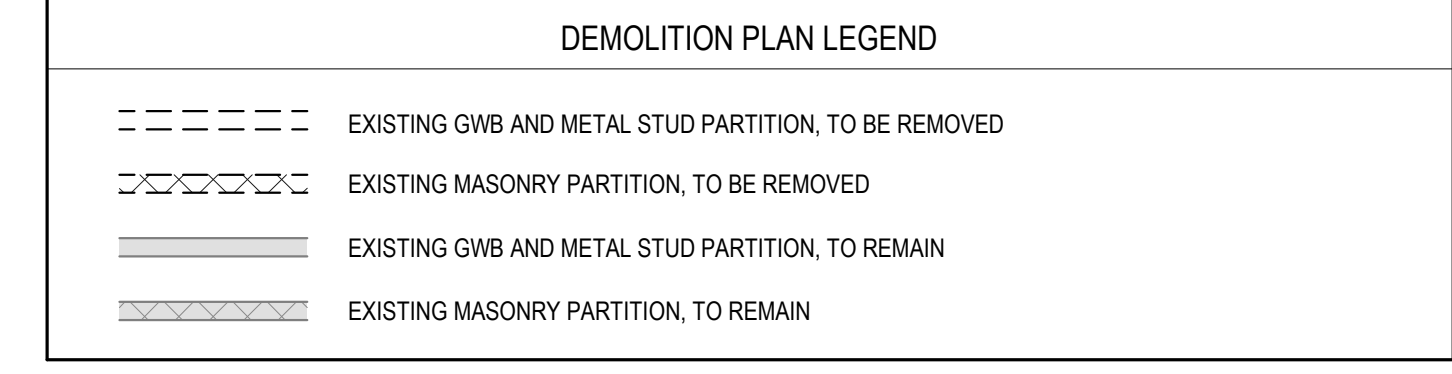 DEMOLITION PLAN LEGEND
EXISTING GWB AND METAL STUD PARTITION, TO BE REMOVED
EXISTING MASONRY PARTITION, TO BE REMOVED
EXISTING GWB AND METAL STUD PARTITION, TO REMAIN
EXISTING MASONRY PARTITION, TO REMAIN